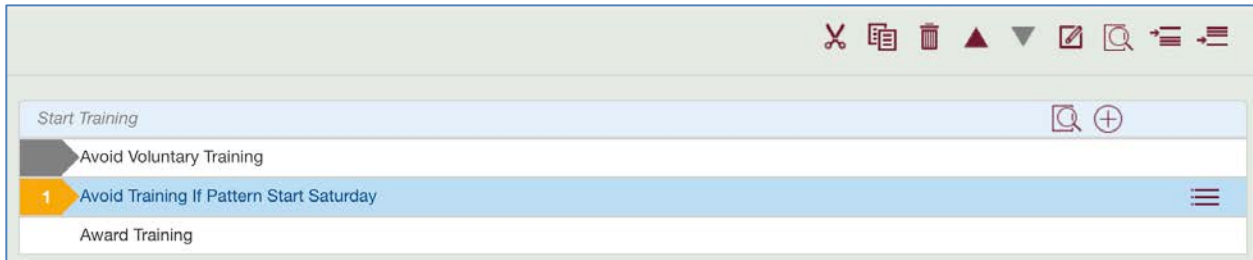 Start Training
Avoid Voluntary Training
1 Avoid Training If Pattern Start Saturday
Award Training